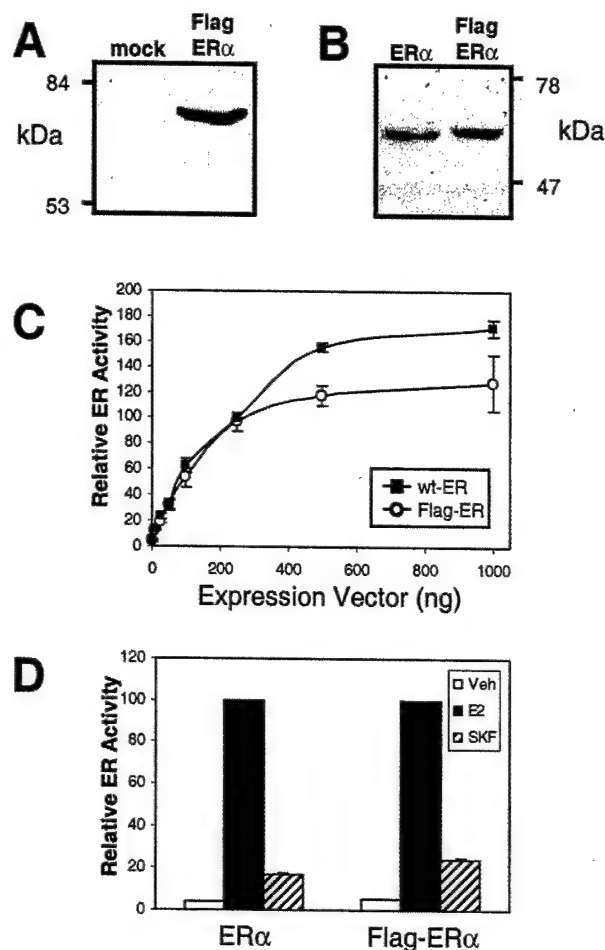 A
mock
Flag
ERα
84
kDa
53
B
ERα
Flag
ERα
78
kDa
47
C
Relative ER Activity
200
180
160
140
120
100
80
60
40
20
0
wt-ER
Flag-ER
0
200
400
600
800
1000
Expression Vector (ng)
D
Relative ER Activity
120
100
80
60
40
20
0
Veh
E2
SKF
ERα
Flag-ERα